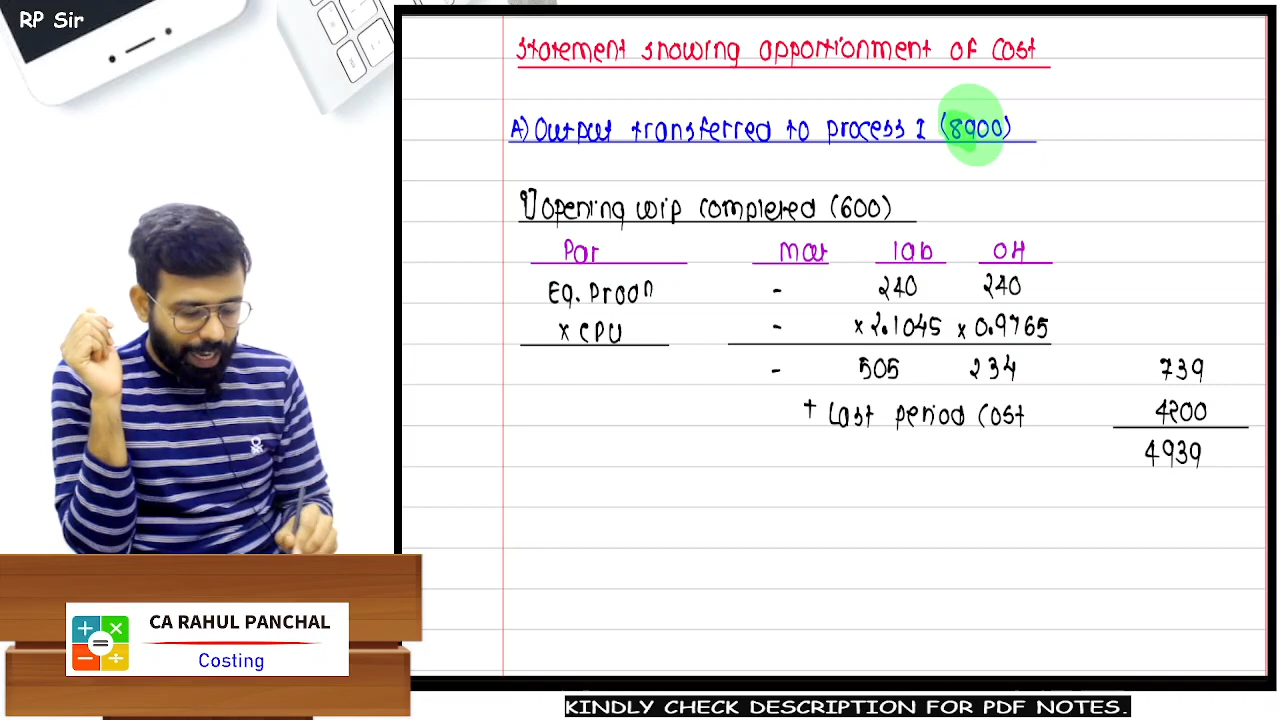 RP Sir
Statement showing apportionment of cost
A) Output transferred to process I (8900)
1) opening wip completed (600)
Par Mat lab OH
Eq. Prodn - 240 240
x CPU - x 2.1045 x 0.9765
- 505 234 739
+ Last period cost 4200
4939
CA RAHUL PANCHAL
Costing
KINDLY CHECK DESCRIPTION FOR PDF NOTES.